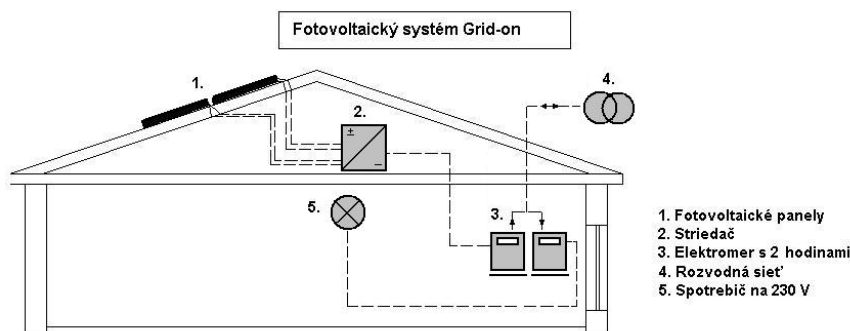 Fotovoltaický systém Grid-on
1.
2.
±
–
4.
5.
3.
1. Fotovoltaické panely
2. Striedač
3. Elektromer s 2 hodinami
4. Rozvodná sieť
5. Spotrebič na 230 V